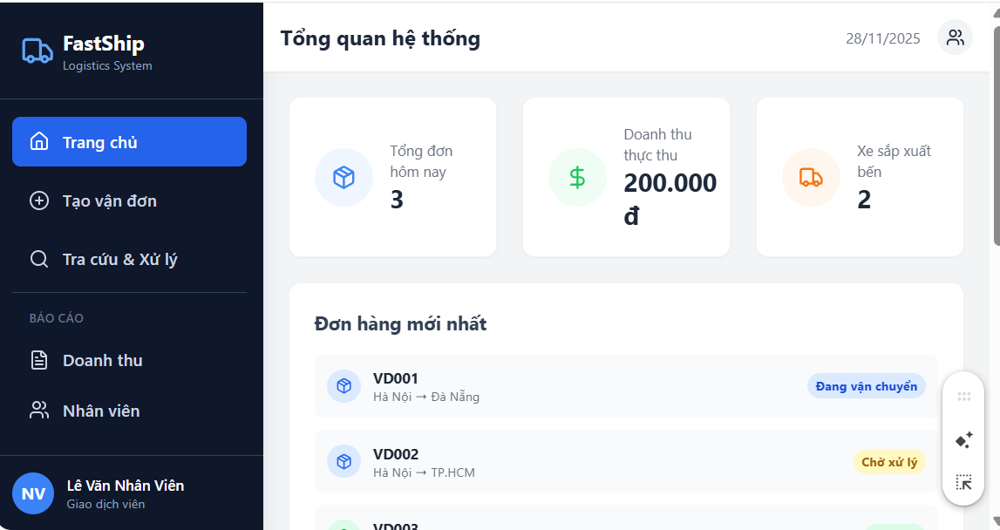 FastShip
Logistics System
Trang chủ
Tạo vận đơn
Tra cứu & Xử lý
BÁO CÁO
Doanh thu
Nhân viên
NV
Lê Văn Nhân Viên
Giao dịch viên
Tổng quan hệ thống
28/11/2025
Tổng đơn
hôm nay
3
Doanh thu
thực thu
200.000
đ
Xe sắp xuất
bến
2
Đơn hàng mới nhất
VD001
Hà Nội → Đà Nẵng
Đang vận chuyển
VD002
Hà Nội → TP.HCM
Chờ xử lý
VD003